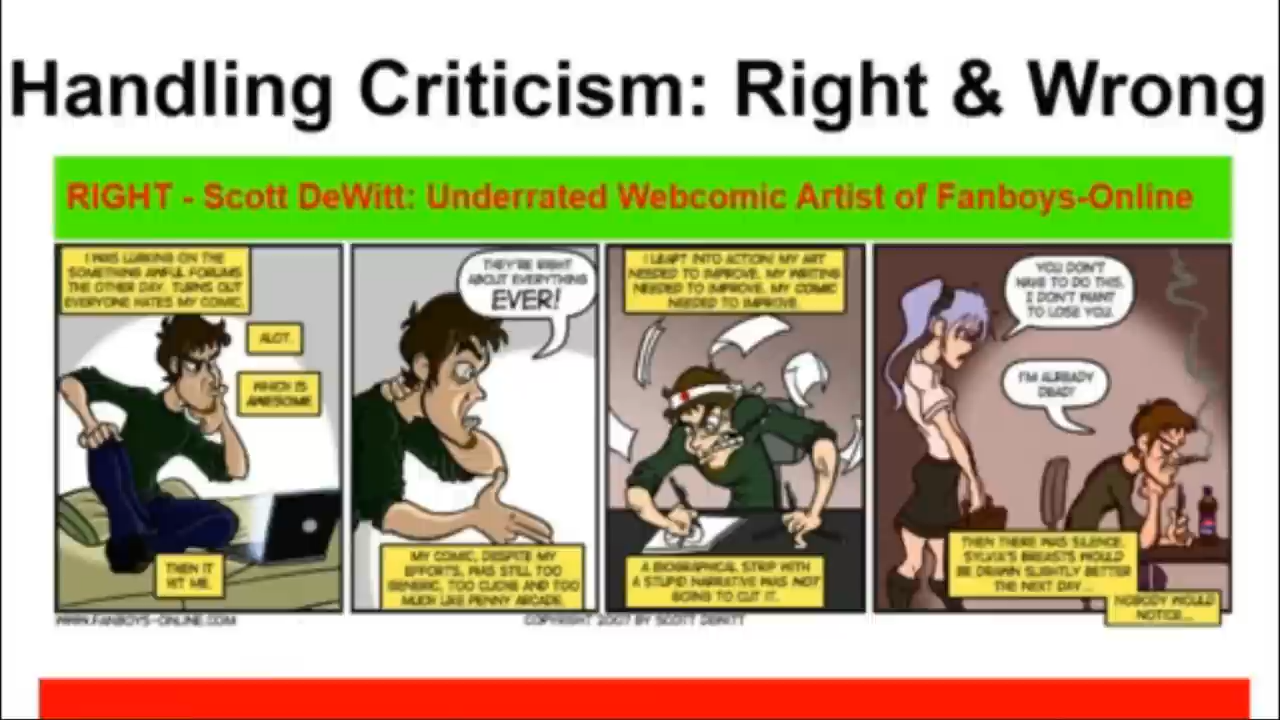 Handling Criticism: Right & Wrong
RIGHT - Scott DeWitt: Underrated Webcomic Artist of Fanboys-Online
I WAS LURKING ON THE
SOMETHING AWFUL FORUMS
THE OTHER DAY. TURNS OUT
EVERYONE HATES MY COMIC.
ALOT.
WHICH IS
AWESOME
THEN IT
HIT ME.
THEY'RE RIGHT
ABOUT EVERYTHING
EVER!
MY COMIC, DESPITE MY
EFFORTS, WAS STILL TOO
GENERIC, TOO CLICHE AND TOO
MUCH LIKE PENNY ARCADE.
I LEAPT INTO ACTION! MY ART
NEEDED TO IMPROVE. MY WRITING
NEEDED TO IMPROVE. MY COMIC
NEEDED TO IMPROVE.
A BIOGRAPHICAL STRIP WITH
A STUPID NARRATIVE WAS NOT
GOING TO CUT IT.
YOU DON'T
HAVE TO DO THIS.
I DON'T WANT
TO LOSE YOU.
I'M ALREADY
DEAD!
THEN THERE WAS SILENCE.
SYLVIA'S BREASTS WOULD
BE DRAWN SLIGHTLY BETTER
THE NEXT DAY...
NOBODY WOULD
NOTICE...
WWW.FANBOYS-ONLINE.COM
COPYRIGHT 2007 BY SCOTT DEWITT